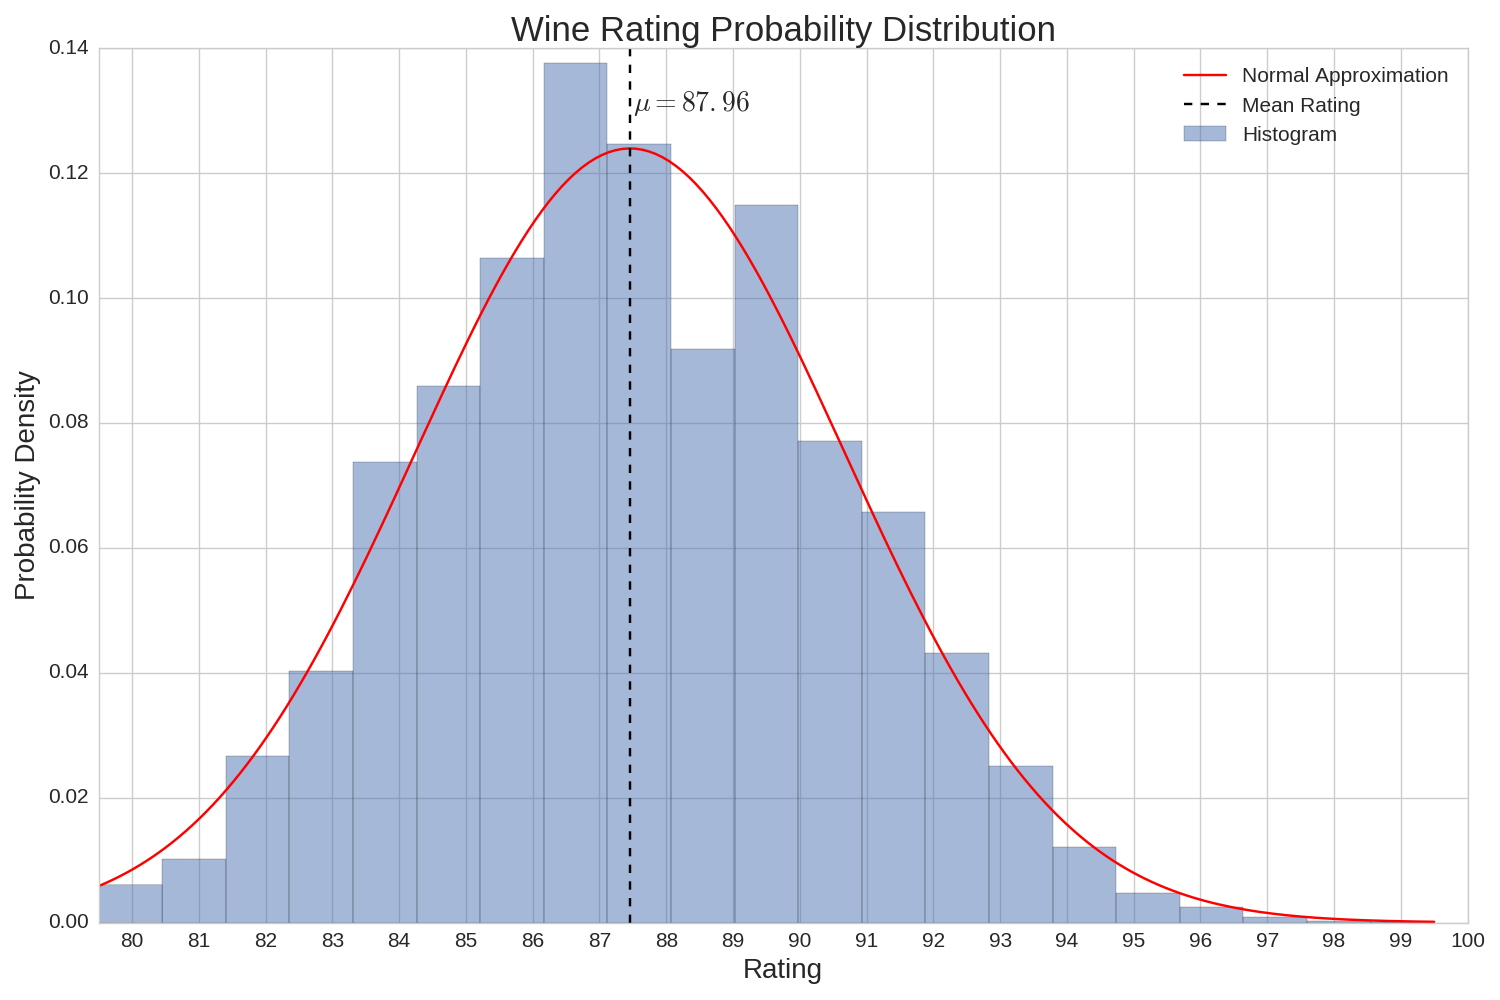 Wine Rating Probability Distribution
0.14
0.12
0.10
0.08
0.06
0.04
0.02
0.00
Probability Density
μ = 87.96
Normal Approximation
Mean Rating
Histogram
80 81 82 83 84 85 86 87 88 89 90 91 92 93 94 95 96 97 98 99 100
Rating